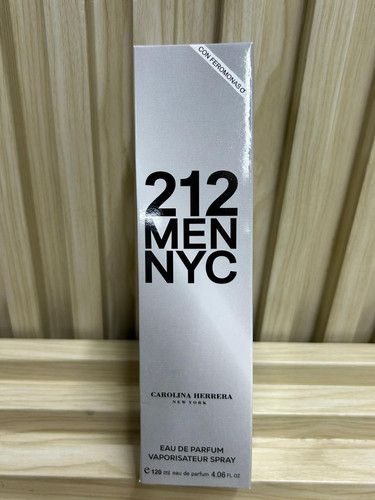 CON FEROMONAS♂
212
MEN
NYC
CAROLINA HERRERA
NEW YORK
EAU DE PARFUM
VAPORISATEUR SPRAY
℮ 128 ml eau de parfum 4.06 FL OZ